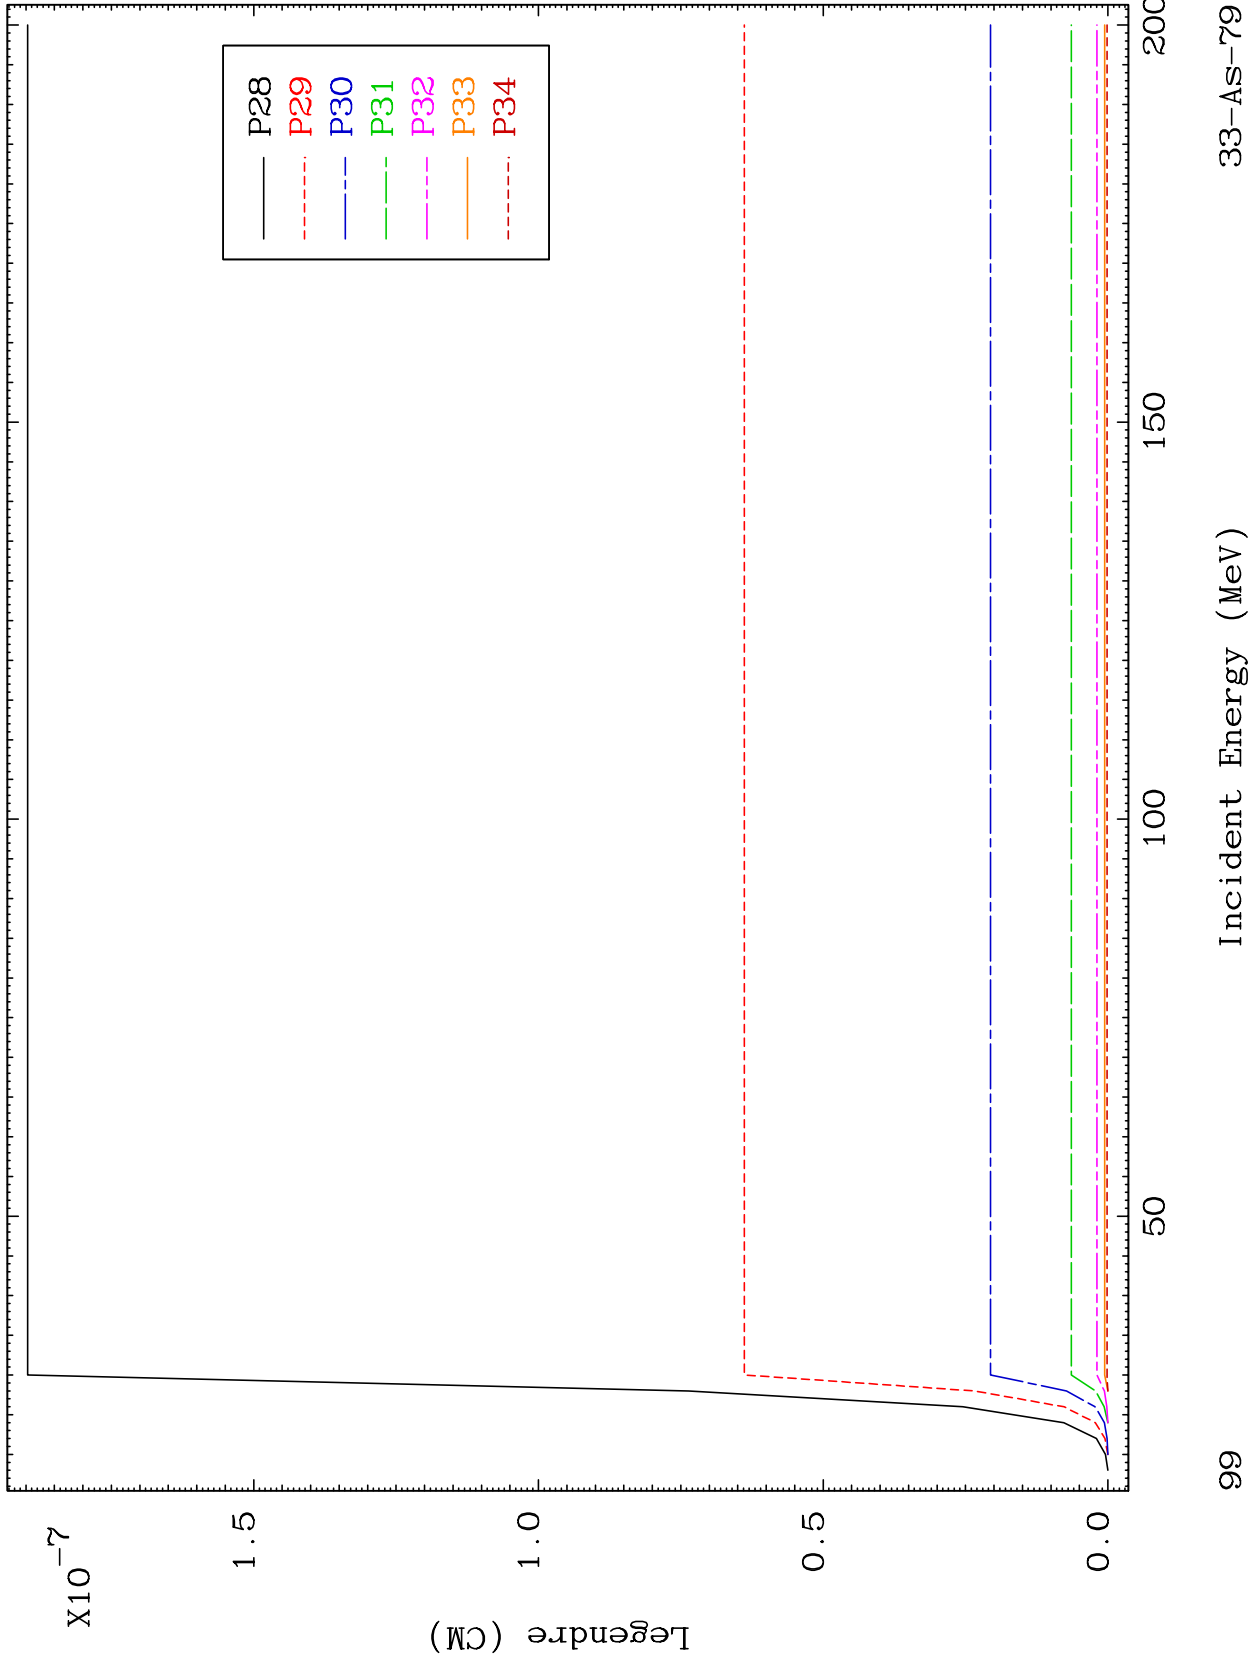 X10-7
1.5
1.0
0.5
0.0
Legendre (CM)
50
100
150
200
Incident Energy (MeV)
99
33-As-79
P28
P29
P30
P31
P32
P33
P34